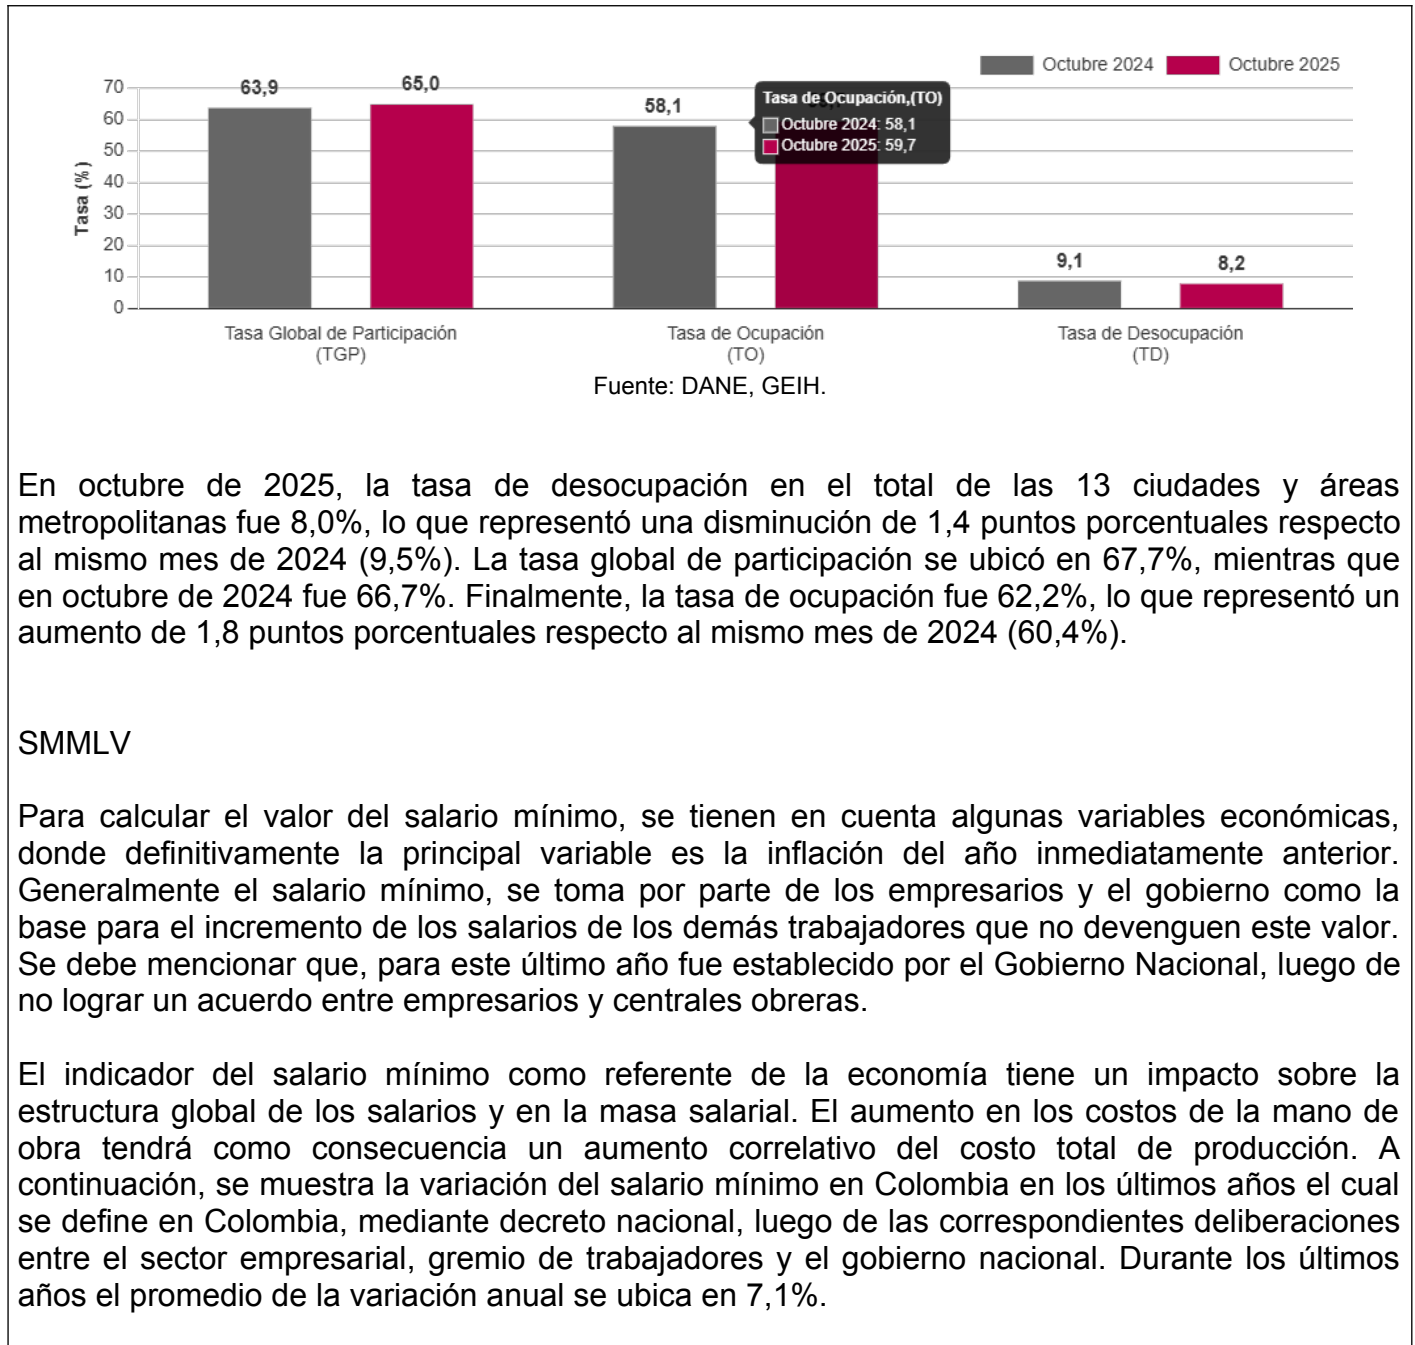 Octubre 2024 Octubre 2025
Tasa (%)
70
60
50
40
30
20
10
0
63,9 65,0 58,1 9,1 8,2
Tasa de Ocupación,(TO)
Octubre 2024: 58,1
Octubre 2025: 59,7
Tasa Global de Participación (TGP)
Tasa de Ocupación (TO)
Tasa de Desocupación (TD)
Fuente: DANE, GEIH.
En octubre de 2025, la tasa de desocupación en el total de las 13 ciudades y áreas
metropolitanas fue 8,0%, lo que representó una disminución de 1,4 puntos porcentuales respecto
al mismo mes de 2024 (9,5%). La tasa global de participación se ubicó en 67,7%, mientras que
en octubre de 2024 fue 66,7%. Finalmente, la tasa de ocupación fue 62,2%, lo que representó un
aumento de 1,8 puntos porcentuales respecto al mismo mes de 2024 (60,4%).
SMMLV
Para calcular el valor del salario mínimo, se tienen en cuenta algunas variables económicas,
donde definitivamente la principal variable es la inflación del año inmediatamente anterior.
Generalmente el salario mínimo, se toma por parte de los empresarios y el gobierno como la
base para el incremento de los salarios de los demás trabajadores que no devenguen este valor.
Se debe mencionar que, para este último año fue establecido por el Gobierno Nacional, luego de
no lograr un acuerdo entre empresarios y centrales obreras.
El indicador del salario mínimo como referente de la economía tiene un impacto sobre la
estructura global de los salarios y en la masa salarial. El aumento en los costos de la mano de
obra tendrá como consecuencia un aumento correlativo del costo total de producción. A
continuación, se muestra la variación del salario mínimo en Colombia en los últimos años el cual
se define en Colombia, mediante decreto nacional, luego de las correspondientes deliberaciones
entre el sector empresarial, gremio de trabajadores y el gobierno nacional. Durante los últimos
años el promedio de la variación anual se ubica en 7,1%.